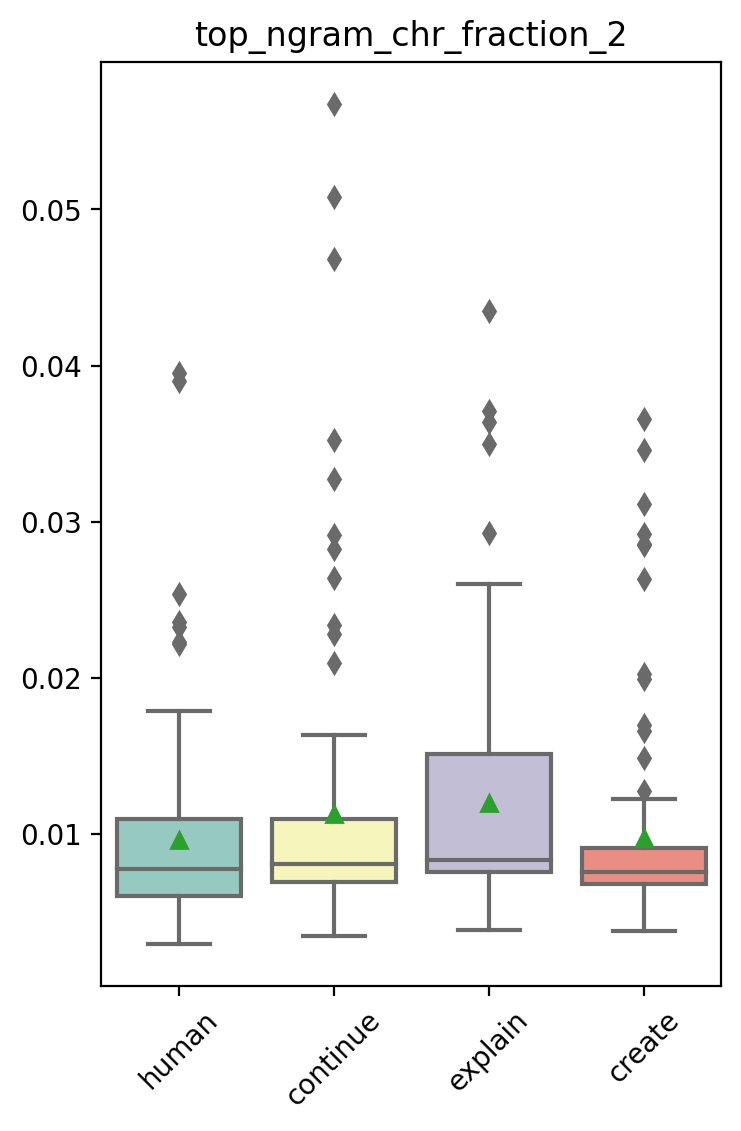 top_ngram_chr_fraction_2
0.05
0.04
0.03
0.02
0.01
human
continue
explain
create